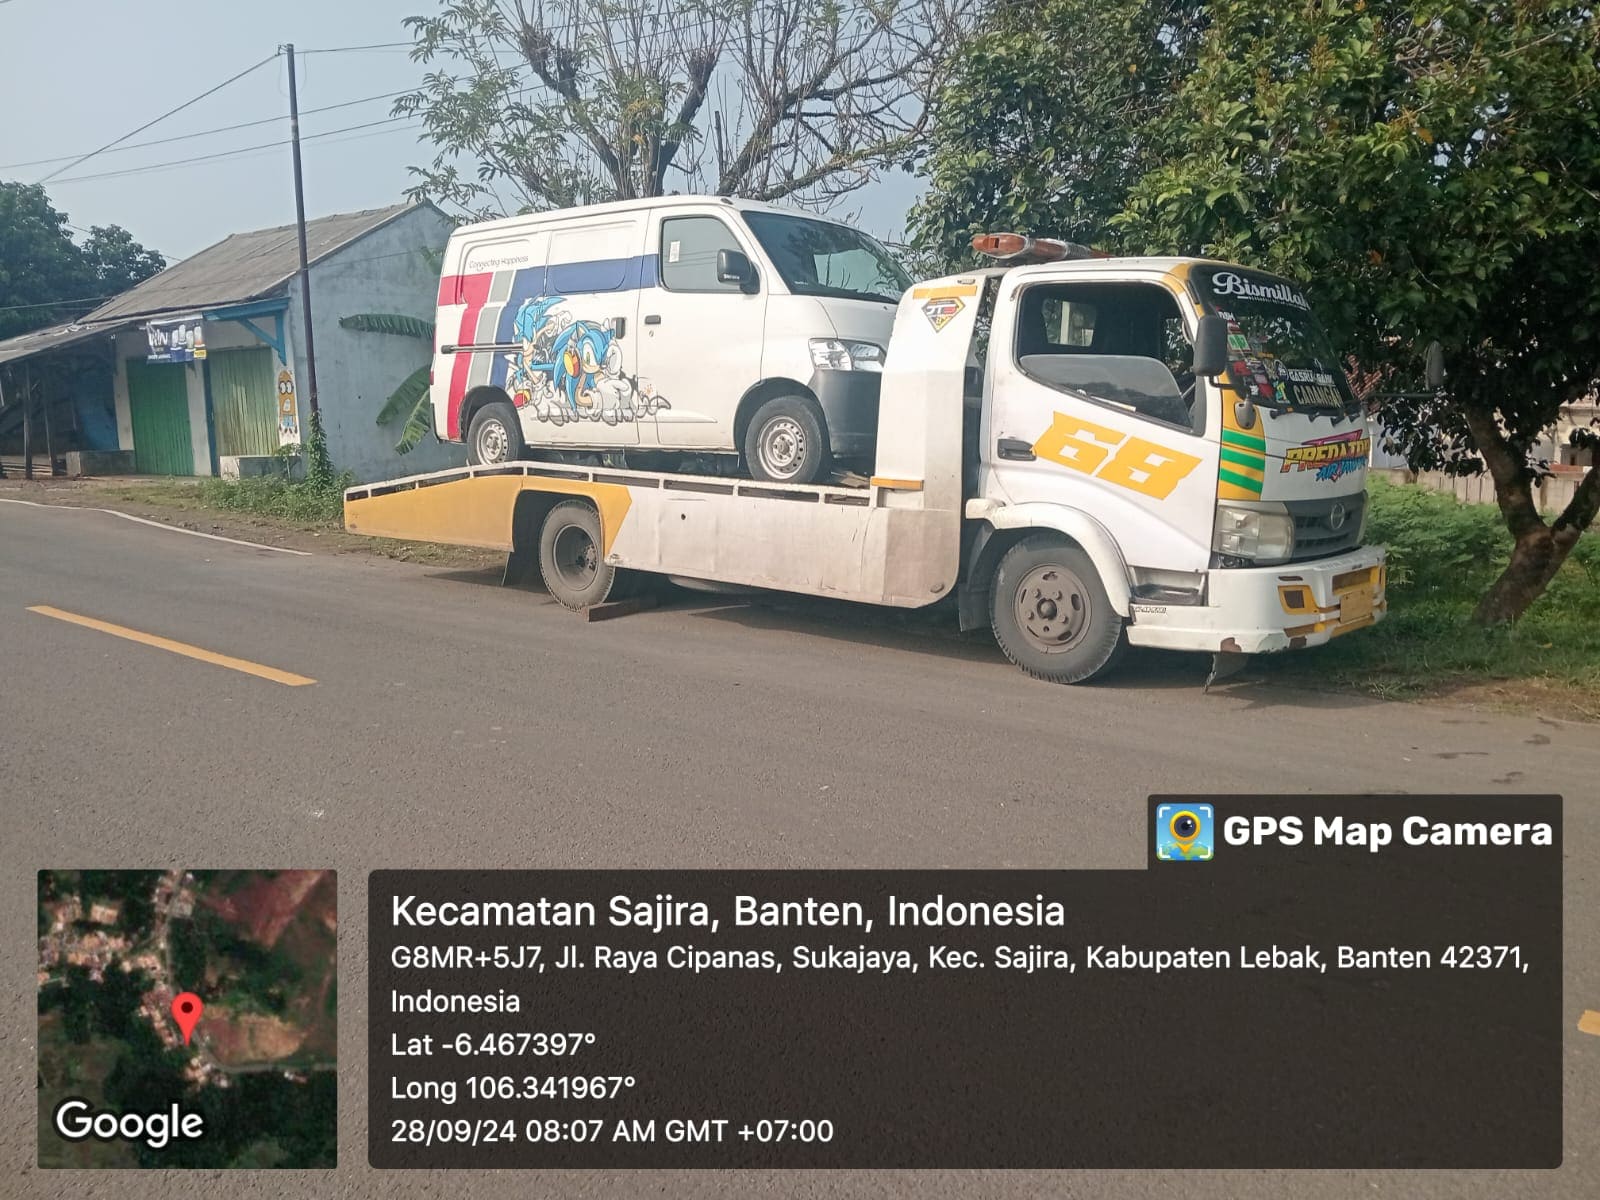 Connecting Happiness
Bismillah
CADANGAN
68
PREDATOR
GPS Map Camera
Kecamatan Sajira, Banten, Indonesia
G8MR+5J7, Jl. Raya Cipanas, Sukajaya, Kec. Sajira, Kabupaten Lebak, Banten 42371,
Indonesia
Lat -6.467397°
Long 106.341967°
28/09/24 08:07 AM GMT +07:00
Google